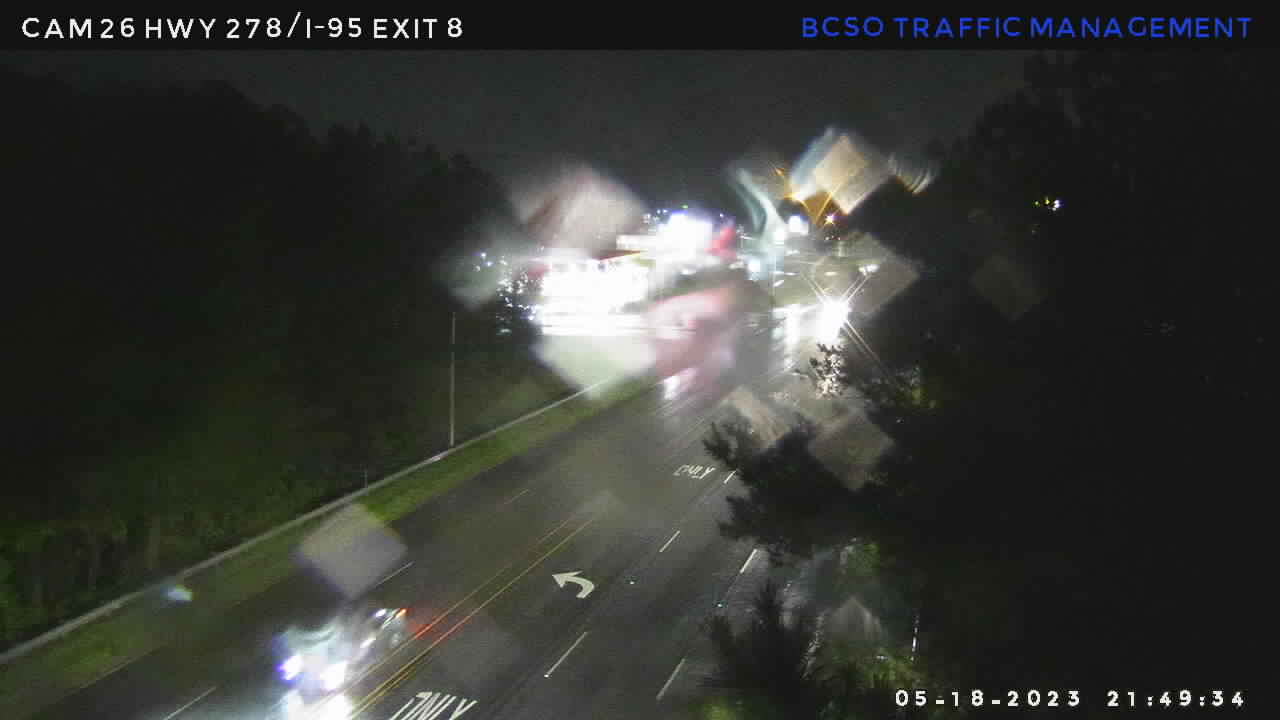 CAM26 HWY 278/I-95 EXIT 8
BCSO TRAFFIC MANAGEMENT
ONLY
ONLY
05-18-2023 21:49:34